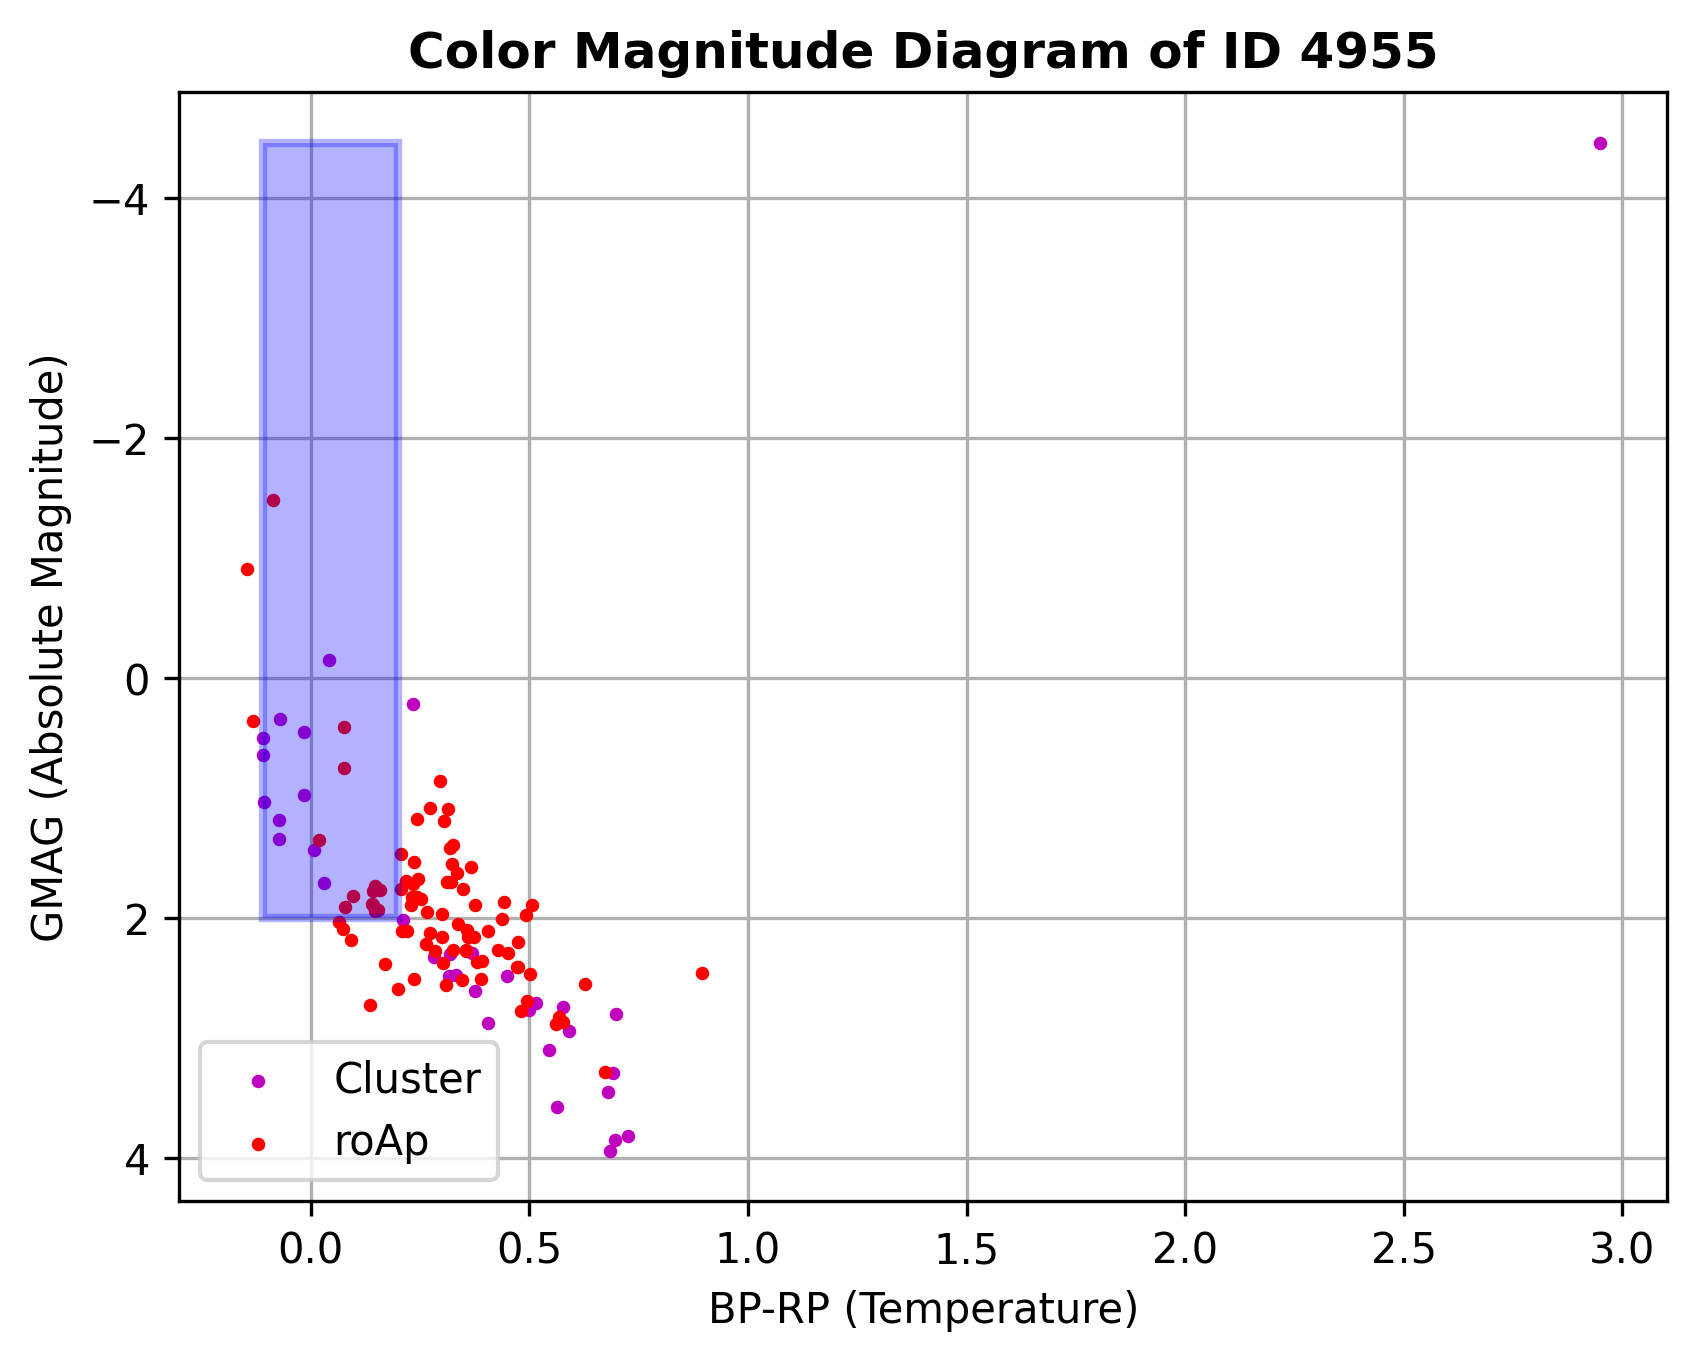 Color Magnitude Diagram of ID 4955
GMAG (Absolute Magnitude)
−4
−2
0
2
4
Cluster
roAp
0.0 0.5 1.0 1.5 2.0 2.5 3.0
BP-RP (Temperature)